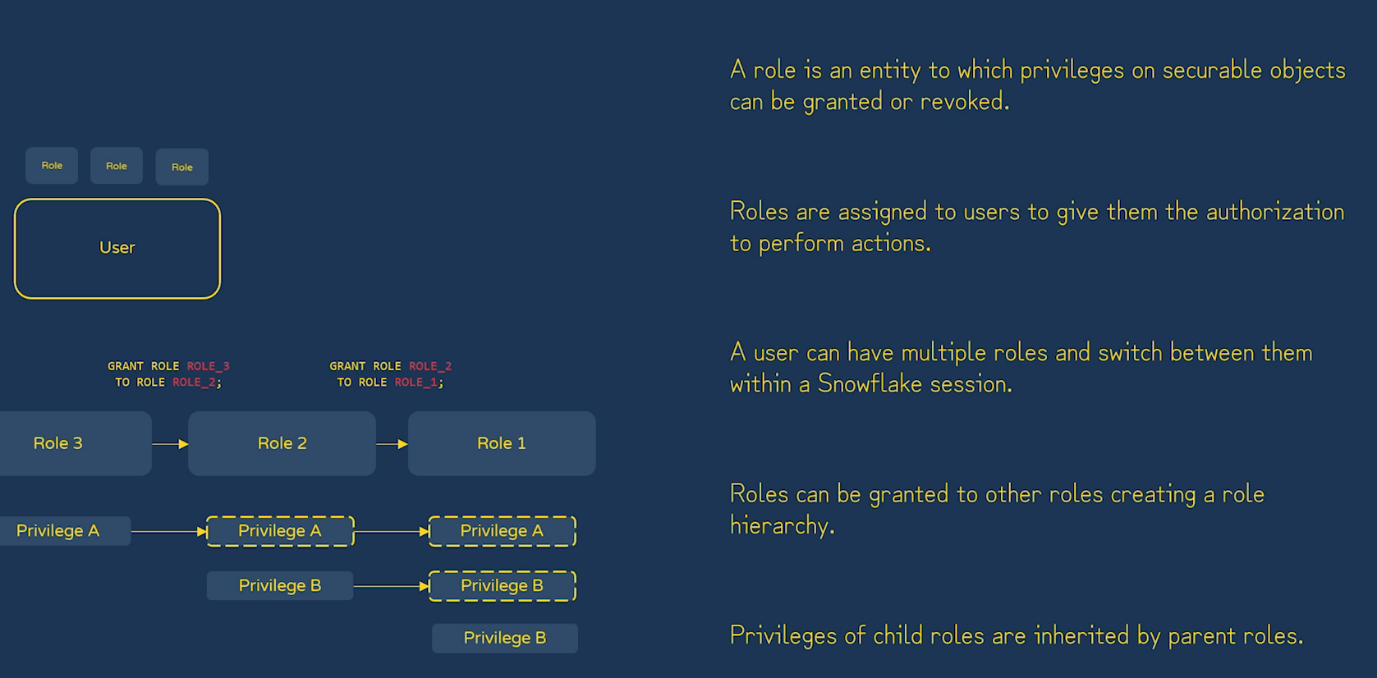 Role Role Role
User
GRANT ROLE ROLE_3
TO ROLE ROLE_2;
GRANT ROLE ROLE_2
TO ROLE ROLE_1;
Role 3 Role 2 Role 1
Privilege A Privilege A Privilege A
Privilege B Privilege B
Privilege B
A role is an entity to which privileges on securable objects
can be granted or revoked.
Roles are assigned to users to give them the authorization
to perform actions.
A user can have multiple roles and switch between them
within a Snowflake session.
Roles can be granted to other roles creating a role
hierarchy.
Privileges of child roles are inherited by parent roles.